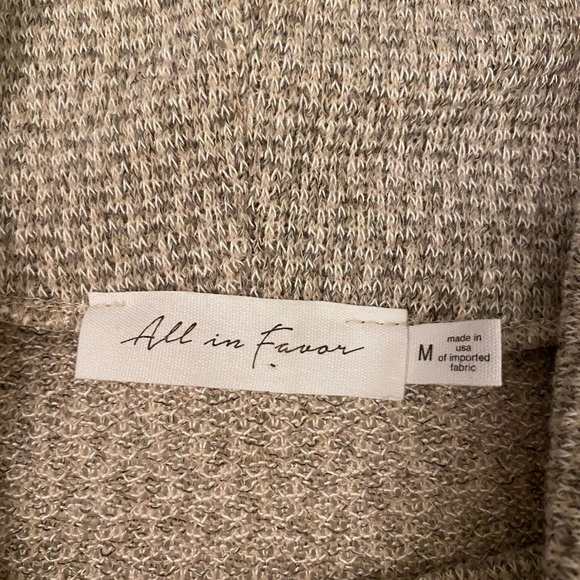 All in Favor
M
made in
usa
of imported
fabric